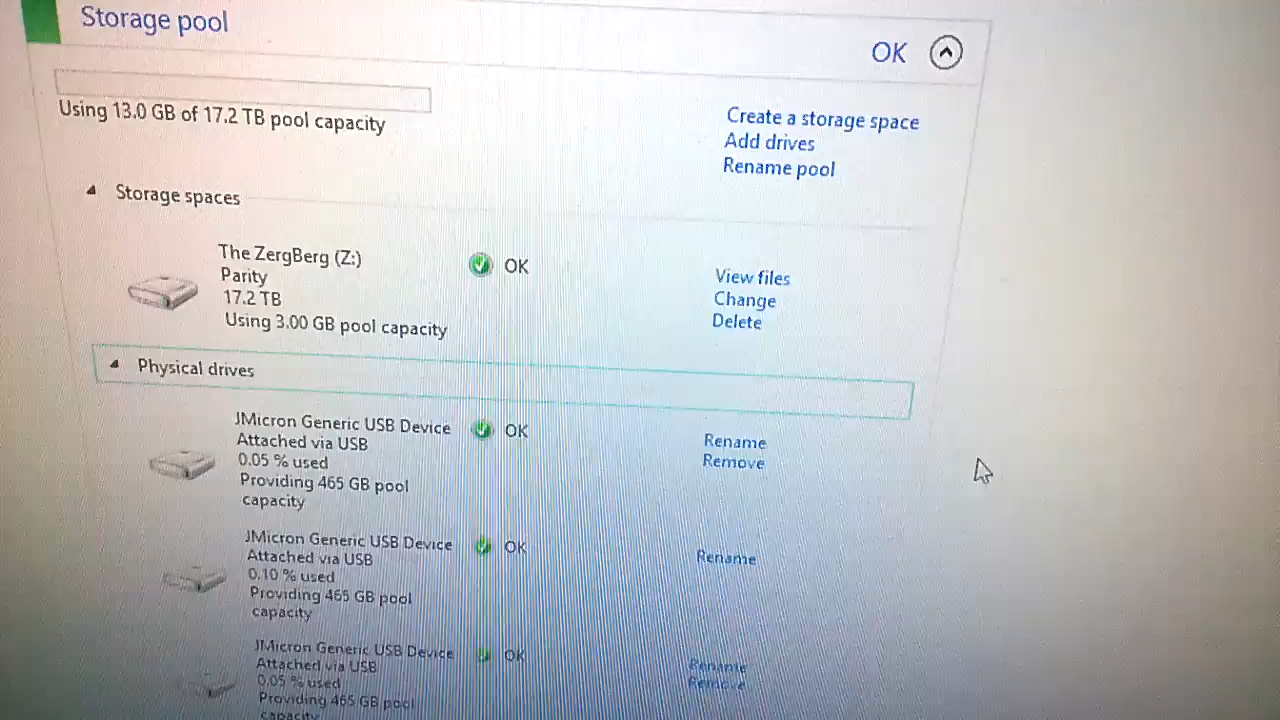 Storage pool
OK
Using 13.0 GB of 17.2 TB pool capacity
Create a storage space
Add drives
Rename pool
Storage spaces
The ZergBerg (Z:)
OK
Parity
17.2 TB
Using 3.00 GB pool capacity
View files
Change
Delete
Physical drives
JMicron Generic USB Device
OK
Attached via USB
0.05 % used
Providing 465 GB pool
capacity
Rename
Remove
JMicron Generic USB Device
OK
Attached via USB
0.10 % used
Providing 465 GB pool
capacity
Rename
JMicron Generic USB Device
OK
Attached via USB
0.05 % used
Providing 465 GB pool
capacity
Rename
Remove